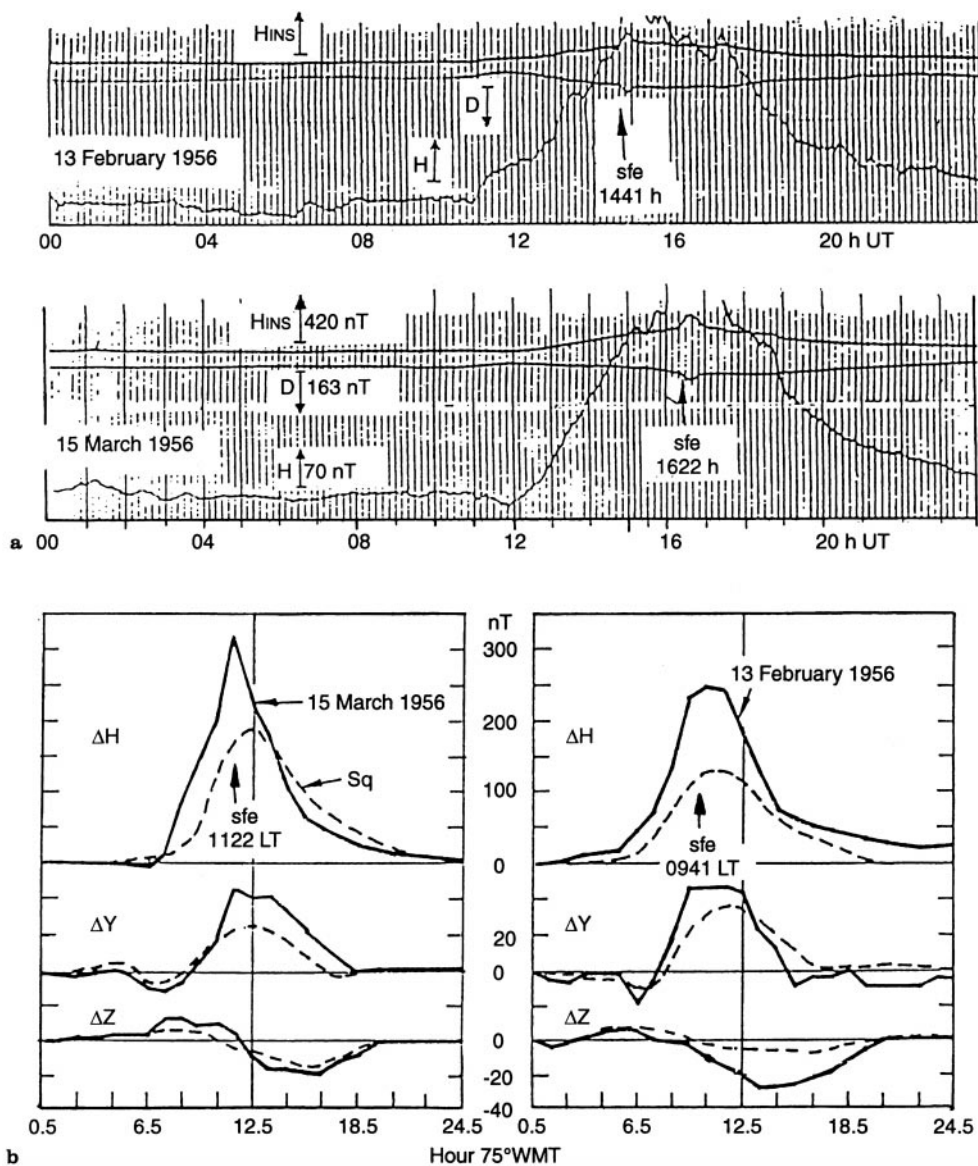 HINS
D
H
13 February 1956
sfe
1441 h
00 04 08 12 16 20 h UT
HINS 420 nT
D 163 nT
15 March 1956
H 70 nT
sfe
1622 h
a 00 04 08 12 16 20 h UT
nT
300
200
100
0
20
0
0
-20
-40
ΔH
15 March 1956
Sq
sfe
1122 LT
ΔY
ΔZ
0.5 6.5 12.5 18.5 24.5
ΔH
13 February 1956
sfe
0941 LT
ΔY
ΔZ
0.5 6.5 12.5 18.5 24.5
b Hour 75°WMT